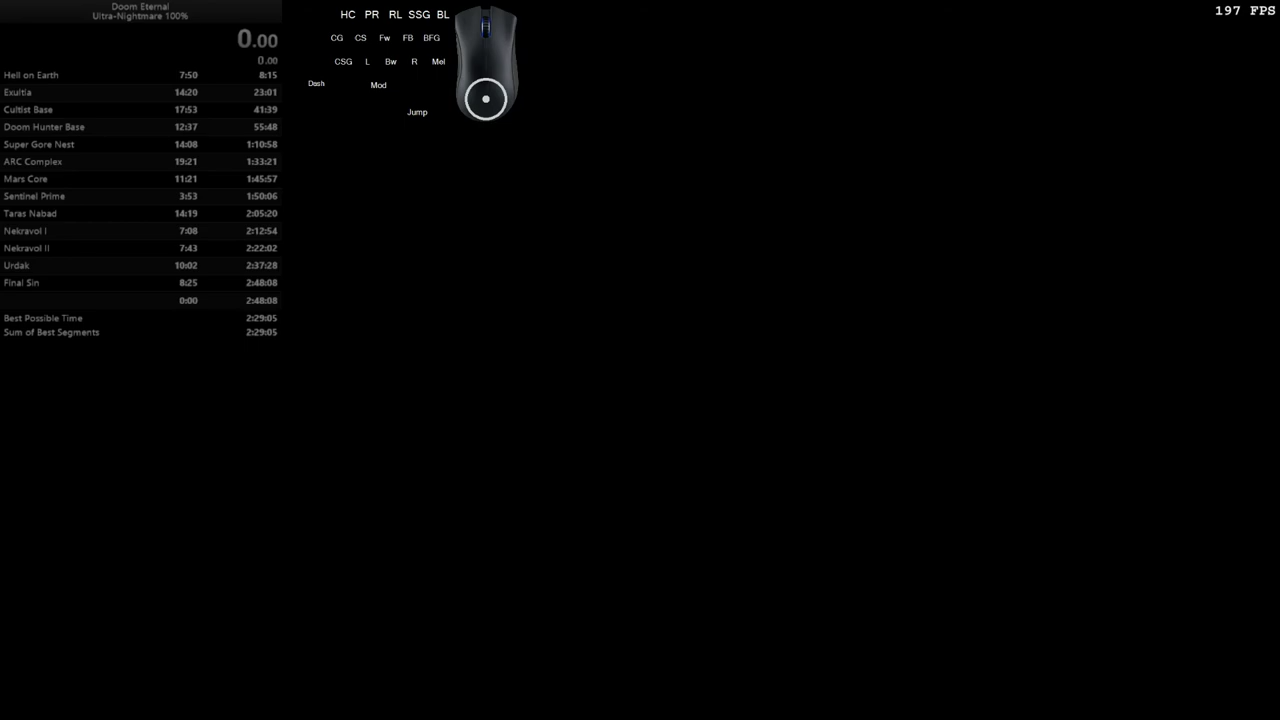 Doom Eternal
Ultra-Nightmare 100%
0.00
0.00
Hell on Earth 7:50 8:15
Exultia 14:20 23:01
Cultist Base 17:53 41:39
Doom Hunter Base 12:37 55:48
Super Gore Nest 14:08 1:10:58
ARC Complex 19:21 1:33:21
Mars Core 11:21 1:45:57
Sentinel Prime 3:53 1:50:06
Taras Nabad 14:19 2:05:20
Nekravol I 7:08 2:12:54
Nekravol II 7:43 2:22:02
Urdak 10:02 2:37:28
Final Sin 8:25 2:48:08
0:00 2:48:08
Best Possible Time 2:29:05
Sum of Best Segments 2:29:05
HC PR RL SSG BL
CG CS Fw FB BFG
CSG L Bw R Mel
Dash Mod
Jump
197 FPS